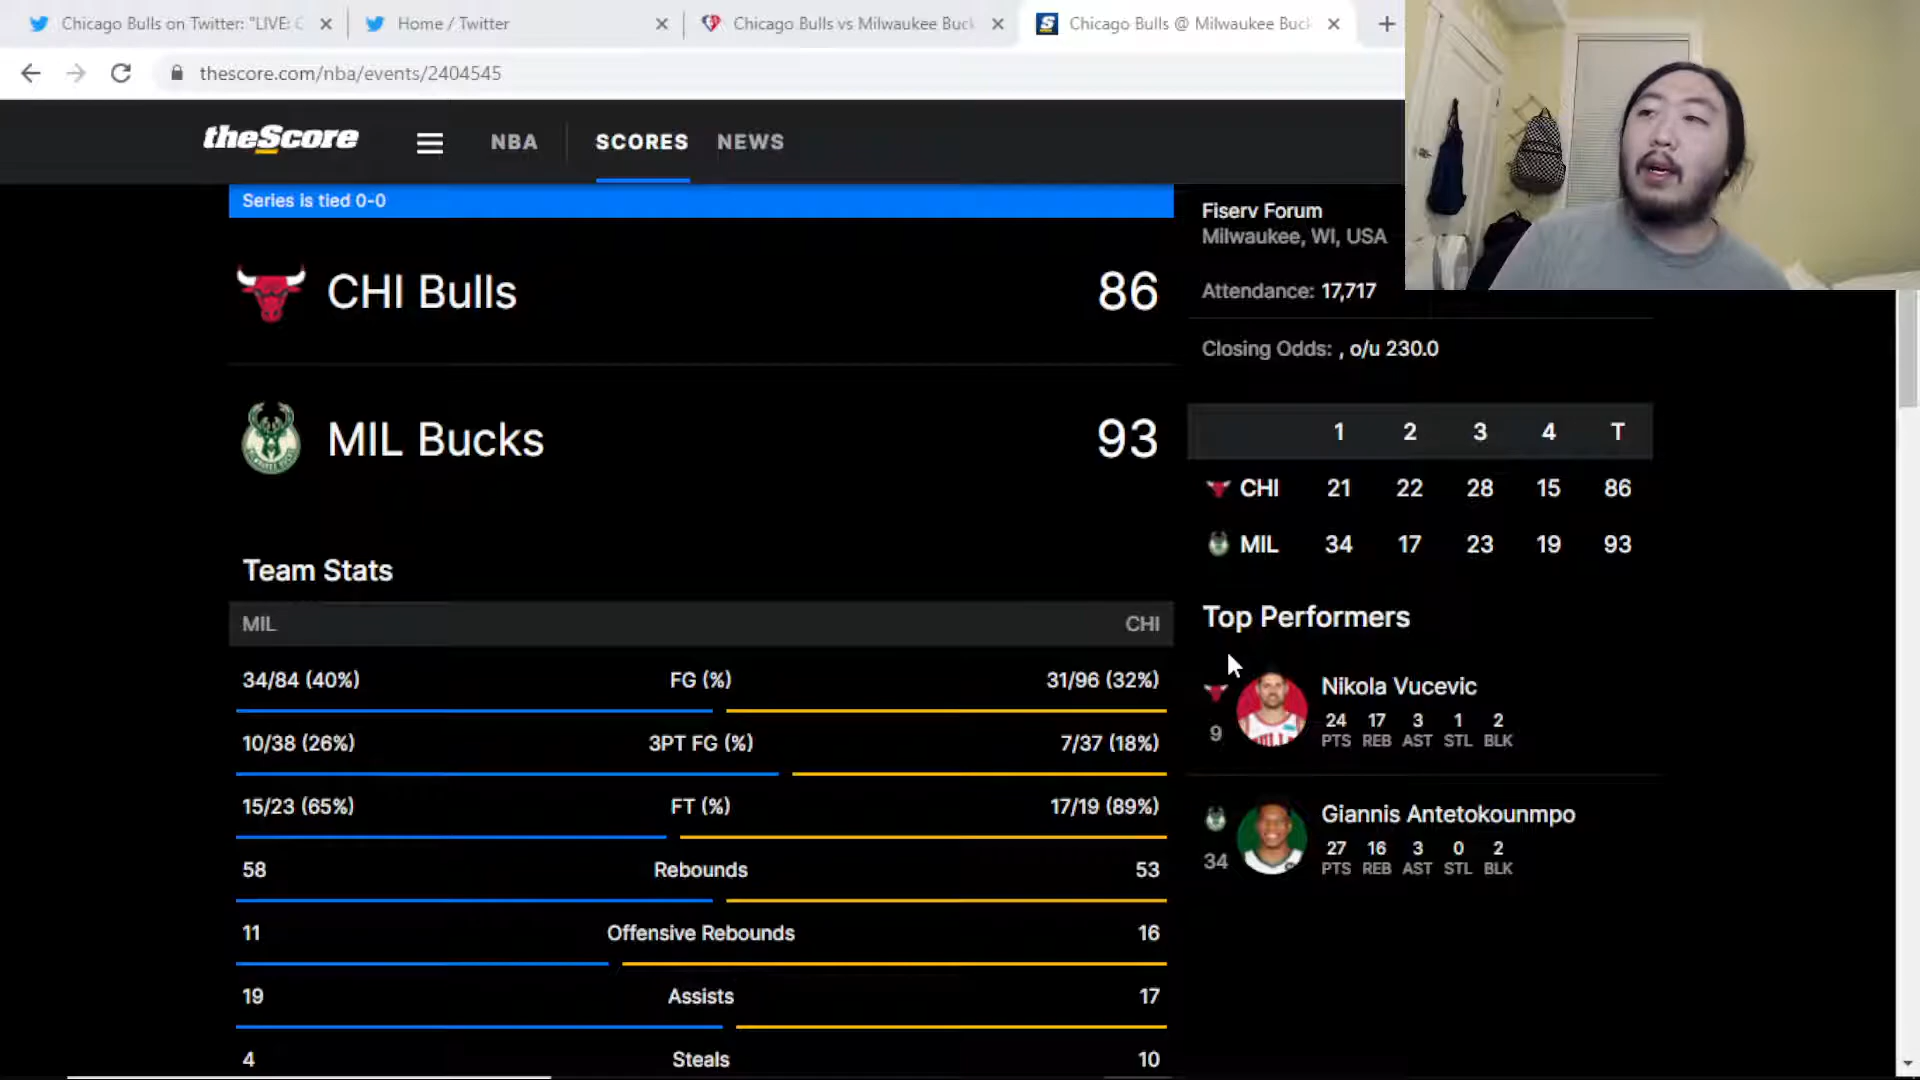 Chicago Bulls on Twitter: "LIVE: C
Home / Twitter
Chicago Bulls vs Milwaukee Buck
Chicago Bulls @ Milwaukee Buck
thescore.com/nba/events/2404545
theScore NBA SCORES NEWS
Series is tied 0-0
CHI Bulls 86
MIL Bucks 93
Team Stats
MIL CHI
34/84 (40%) FG (%) 31/96 (32%)
10/38 (26%) 3PT FG (%) 7/37 (18%)
15/23 (65%) FT (%) 17/19 (89%)
58 Rebounds 53
11 Offensive Rebounds 16
19 Assists 17
4 Steals 10
Fiserv Forum
Milwaukee, WI, USA
Attendance: 17,717
Closing Odds: , o/u 230.0
1 2 3 4 T
CHI 21 22 28 15 86
MIL 34 17 23 19 93
Top Performers
Nikola Vucevic
9
24 17 3 1 2
PTS REB AST STL BLK
Giannis Antetokounmpo
34
27 16 3 0 2
PTS REB AST STL BLK